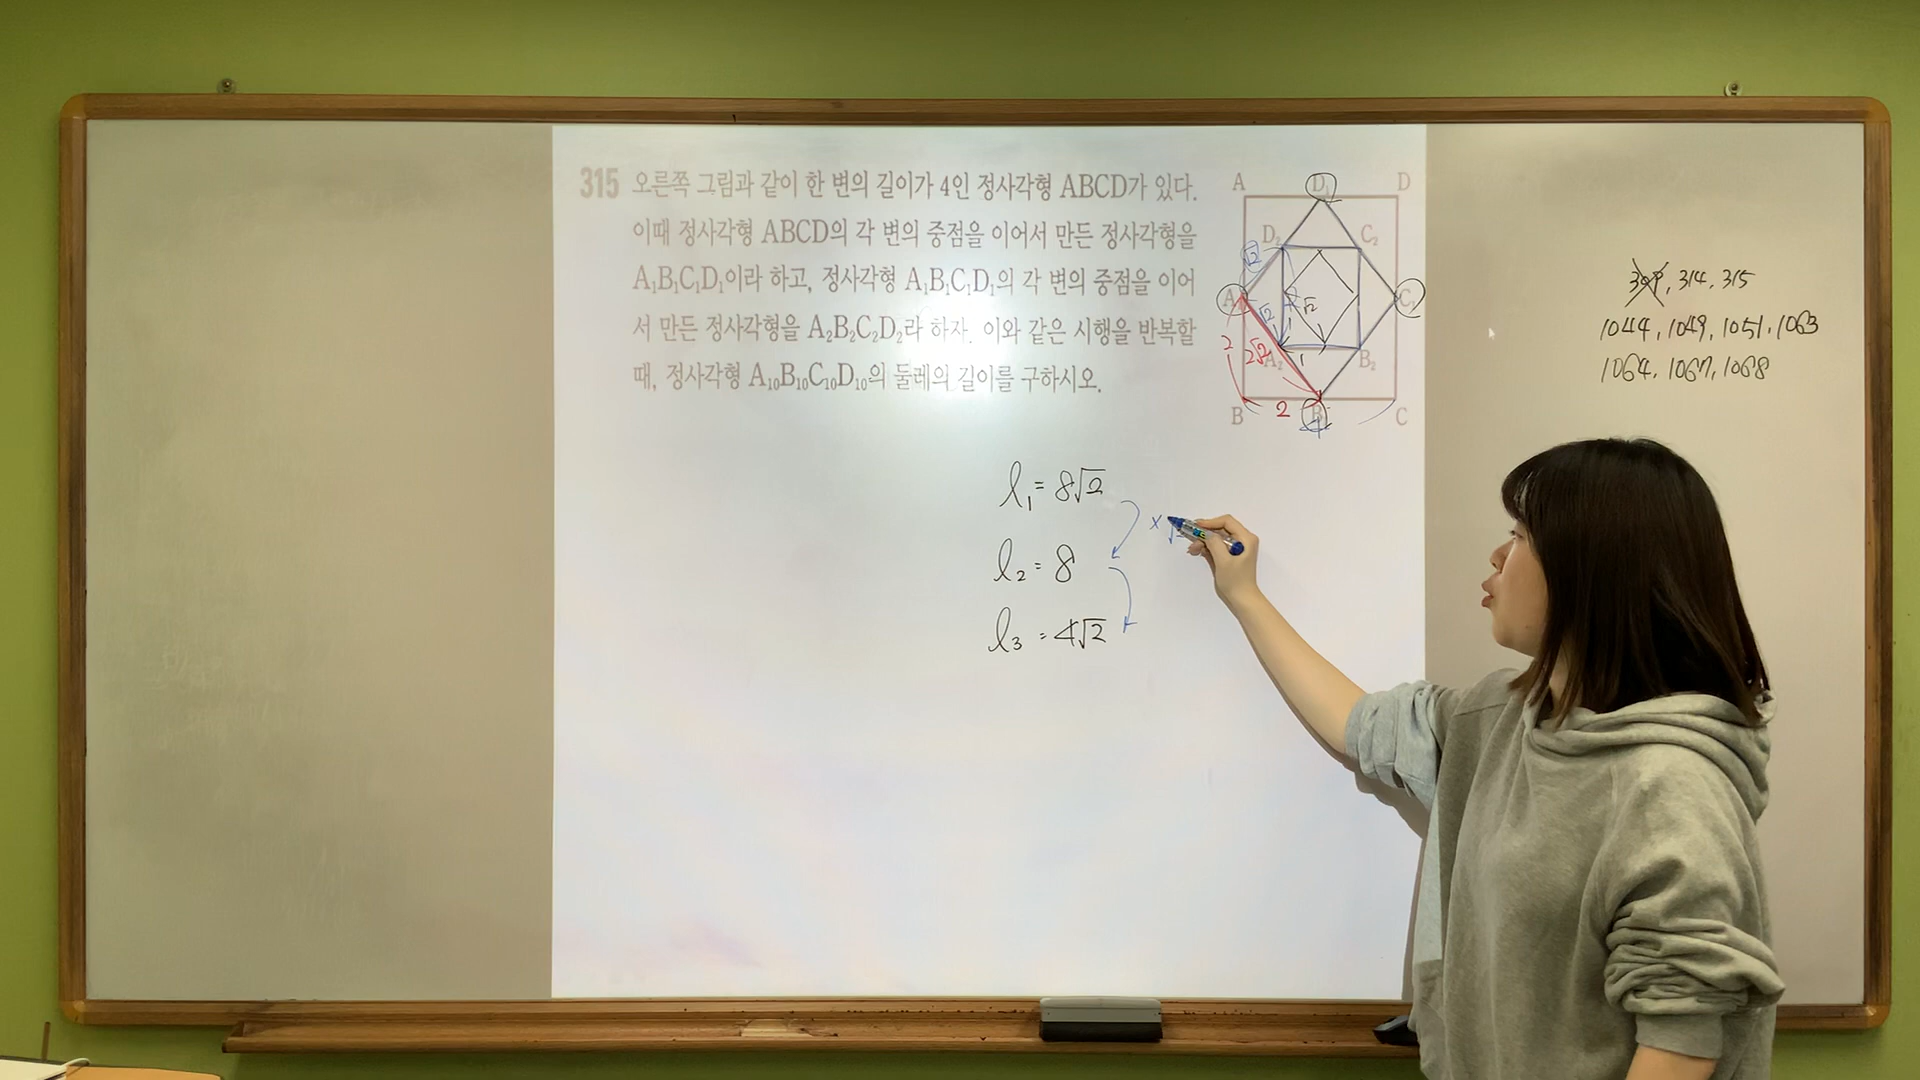 315 오른쪽 그림과 같이 한 변의 길이가 4인 정사각형 ABCD가 있다.
이때 정사각형 ABCD의 각 변의 중점을 이어서 만든 정사각형을
A₁B₁C₁D₁이라 하고, 정사각형 A₁B₁C₁D₁의 각 변의 중점을 이어
서 만든 정사각형을 A₂B₂C₂D₂라 하자. 이와 같은 시행을 반복할
때, 정사각형 A₁₀B₁₀C₁₀D₁₀의 둘레의 길이를 구하시오.
A D₁ D
D₂ C₂
√2
A₁ C₁
√2 √2
2 2√2 A₂ 1 B₂
B 2 B₁ C
l₁ = 8√2
×
l₂ = 8
l₃ = 4√2
314, 315
1044, 1049, 1051, 1063
1064, 1067, 1068